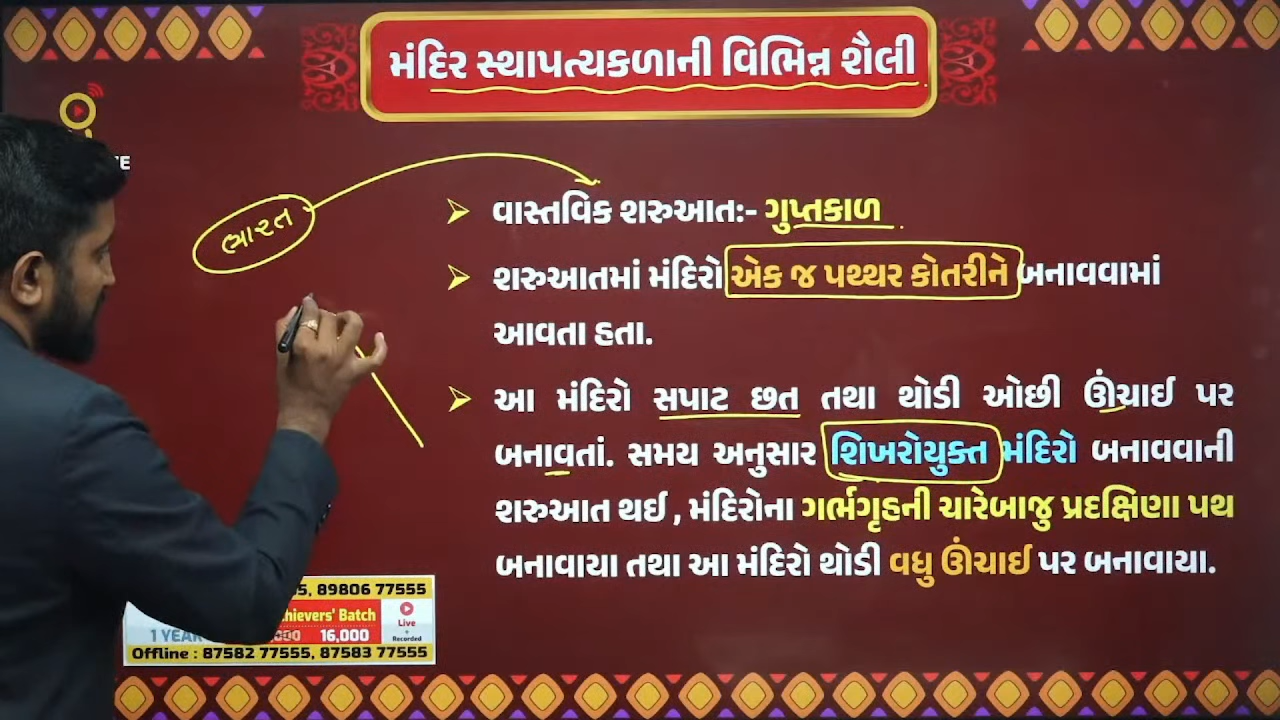 મંદિર સ્થાપત્યકળાની વિભિન્ન શૈલી
ભારત
➢ વાસ્તવિક શરુઆતઃ- ગુપ્તકાળ
➢ શરુઆતમાં મંદિરો એક જ પથ્થર કોતરીને બનાવવામાં
આવતા હતા.
➢ આ મંદિરો સપાટ છત તથા થોડી ઓછી ઊંચાઈ પર
બનાવતાં. સમય અનુસાર શિખરોયુક્ત મંદિરો બનાવવાની
શરુઆત થઈ , મંદિરોના ગર્ભગૃહની ચારેબાજુ પ્રદક્ષિણા પથ
બનાવાયા તથા આ મંદિરો થોડી વધુ ઊંચાઈ પર બનાવાયા.
89806 77555
Batch
Live
+
Recorded
1 YEAR 16,000
Offline : 87582 77555, 87583 77555